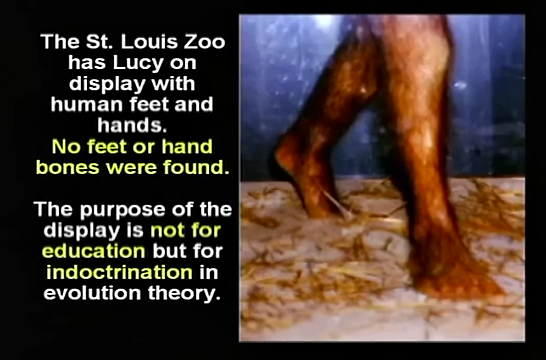 The St. Louis Zoo
has Lucy on
display with
human feet and
hands.
No feet or hand
bones were found.
The purpose of the
display is not for
education but for
indoctrination in
evolution theory.